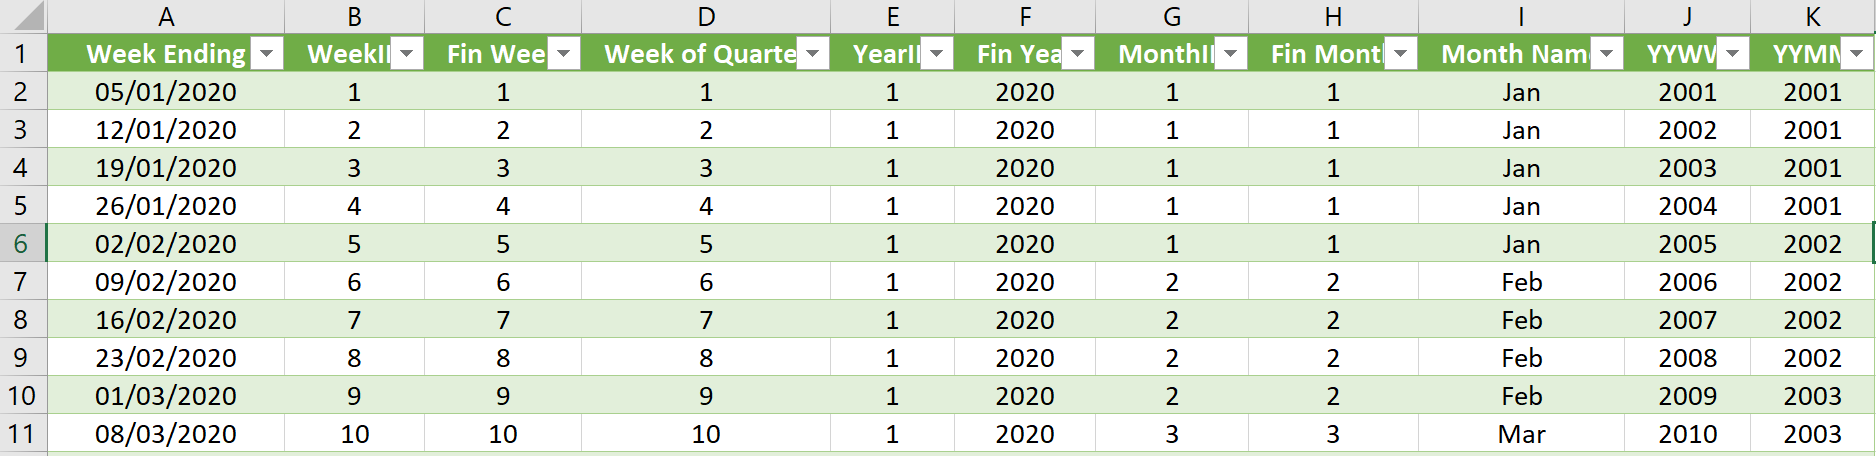 A B C D E F G H I J K
1 Week Ending WeekI Fin Wee Week of Quarte YearI Fin Yea MonthI Fin Mont Month Nam YYW YYM
2 05/01/2020 1 1 1 1 2020 1 1 Jan 2001 2001
3 12/01/2020 2 2 2 1 2020 1 1 Jan 2002 2001
4 19/01/2020 3 3 3 1 2020 1 1 Jan 2003 2001
5 26/01/2020 4 4 4 1 2020 1 1 Jan 2004 2001
6 02/02/2020 5 5 5 1 2020 1 1 Jan 2005 2002
7 09/02/2020 6 6 6 1 2020 2 2 Feb 2006 2002
8 16/02/2020 7 7 7 1 2020 2 2 Feb 2007 2002
9 23/02/2020 8 8 8 1 2020 2 2 Feb 2008 2002
10 01/03/2020 9 9 9 1 2020 2 2 Feb 2009 2003
11 08/03/2020 10 10 10 1 2020 3 3 Mar 2010 2003